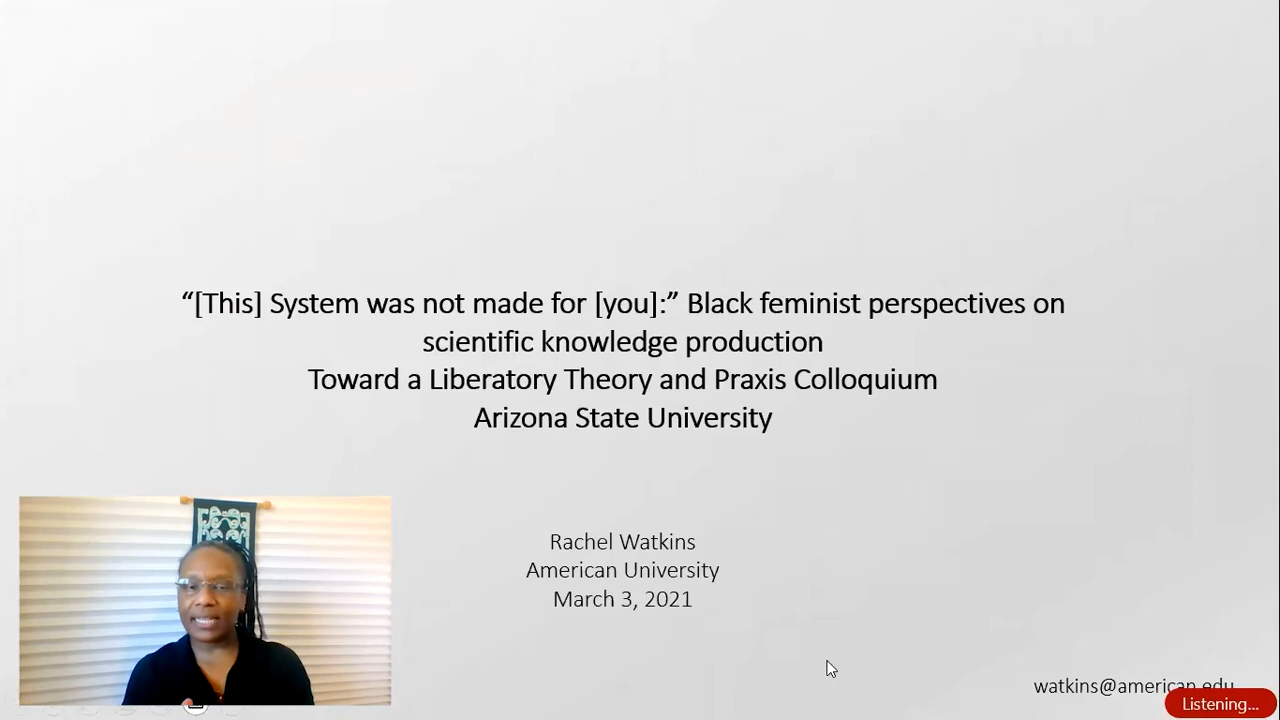 “[This] System was not made for [you]:” Black feminist perspectives on
scientific knowledge production
Toward a Liberatory Theory and Praxis Colloquium
Arizona State University
Rachel Watkins
American University
March 3, 2021
watkins@american.edu
Listening...